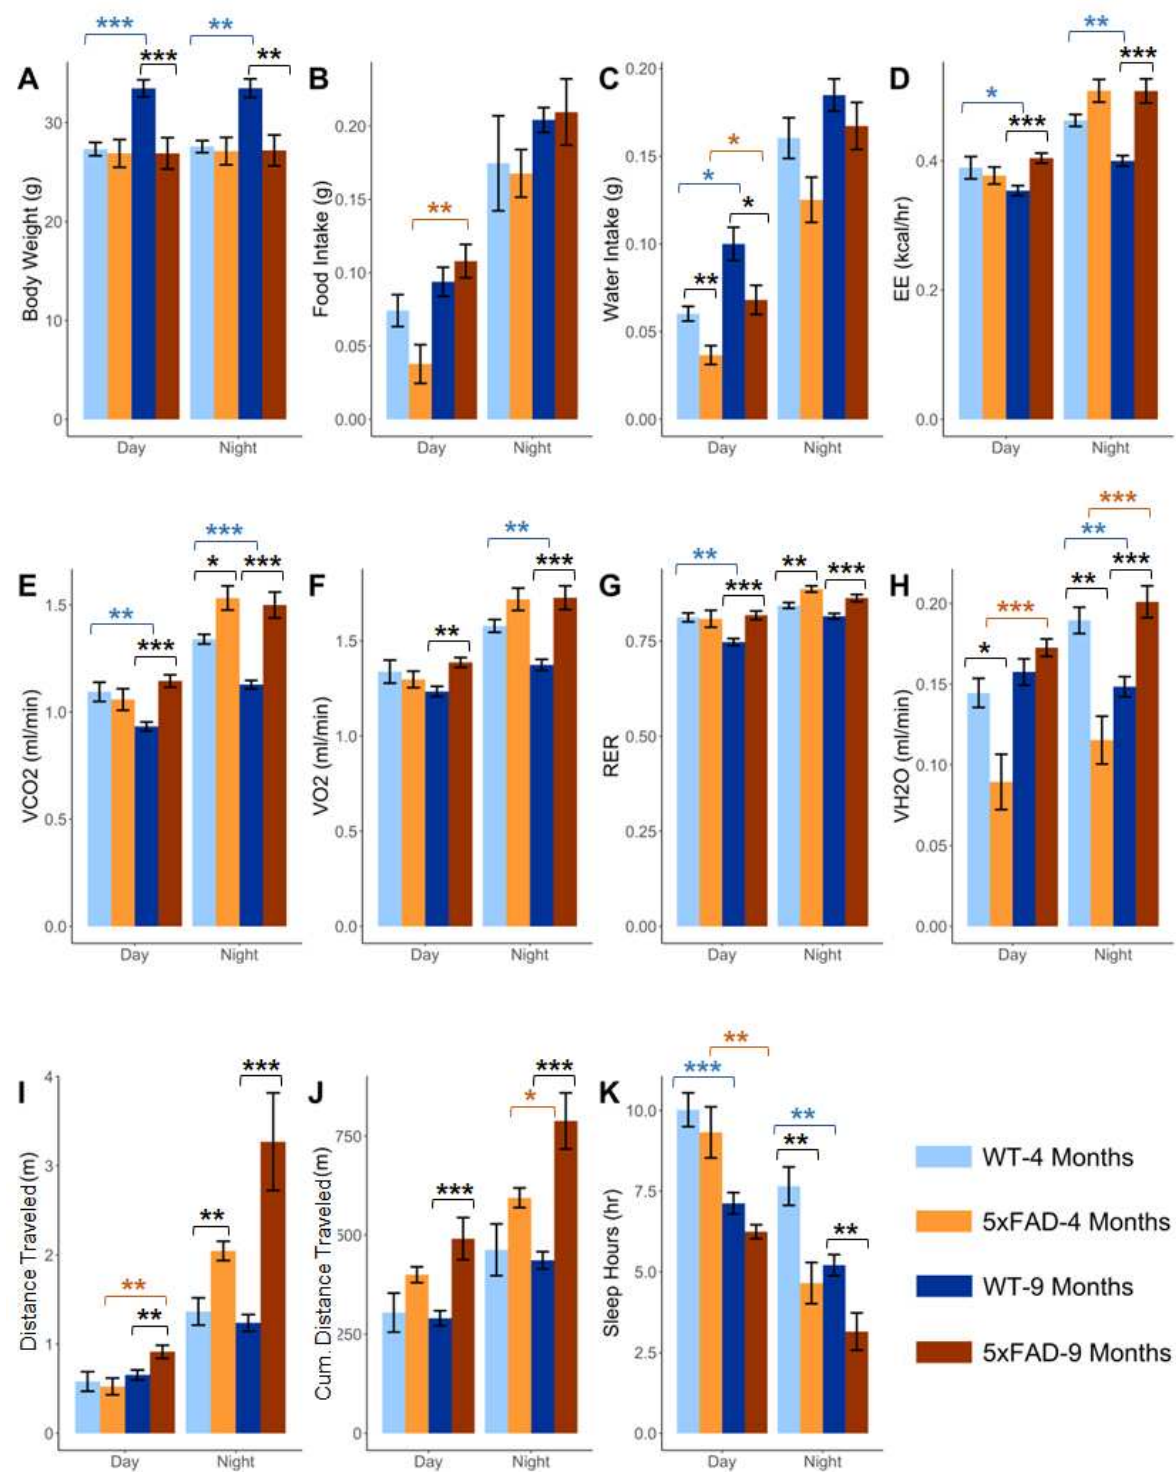 *** **
*** **
A
Body Weight (g)
30
20
10
0
Day Night
B
Food Intake (g)
0.20
0.15
0.10
0.05
0.00
**
Day Night
C
Water Intake (g)
0.20
0.15
0.10
0.05
0.00
*
*
*
**
Day Night
D
EE (kcal/hr)
0.4
0.2
0.0
**
***
*
***
Day Night
E
VCO2 (ml/min)
1.5
1.0
0.5
0.0
***
* ***
**
***
Day Night
F
VO2 (ml/min)
1.5
1.0
0.5
0.0
**
***
**
Day Night
G
RER
0.75
0.50
0.25
0.00
** **
*** ***
Day Night
H
VH2O (ml/min)
0.20
0.15
0.10
0.05
0.00
***
**
***
**
***
*
Day Night
I
Distance Traveled(m)
4
3
2
1
0
***
**
**
**
Day Night
J
Cum. Distance Traveled(m)
750
500
250
0
***
*
***
Day Night
K
Sleep Hours (hr)
10.0
7.5
5.0
2.5
0.0
**
***
**
**
**
Day Night
WT-4 Months
5xFAD-4 Months
WT-9 Months
5xFAD-9 Months